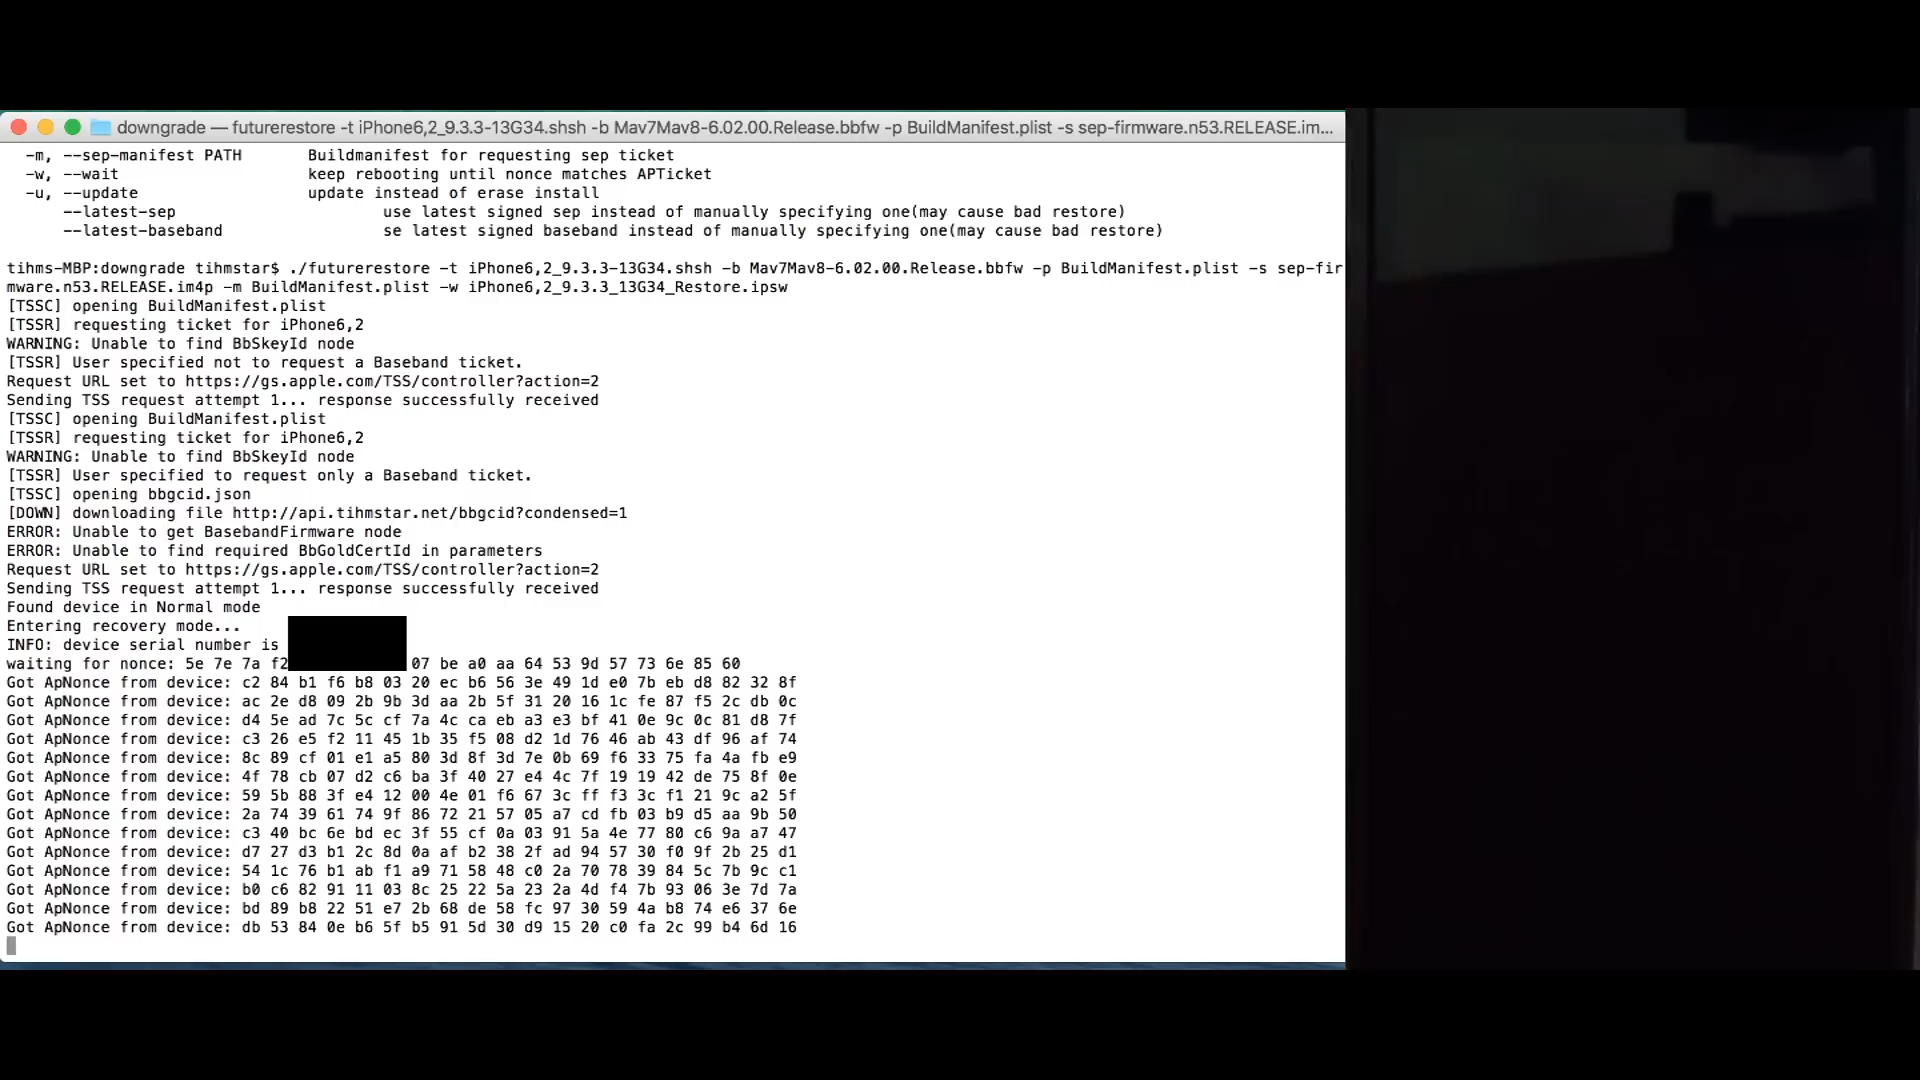 downgrade — futurerestore -t iPhone6,2_9.3.3-13G34.shsh -b Mav7Mav8-6.02.00.Release.bbfw -p BuildManifest.plist -s sep-firmware.n53.RELEASE.im...
-m, --sep-manifest PATH Buildmanifest for requesting sep ticket
-w, --wait keep rebooting until nonce matches APTicket
-u, --update update instead of erase install
--latest-sep use latest signed sep instead of manually specifying one(may cause bad restore)
--latest-baseband se latest signed baseband instead of manually specifying one(may cause bad restore)
tihms-MBP:downgrade tihmstar$ ./futurerestore -t iPhone6,2_9.3.3-13G34.shsh -b Mav7Mav8-6.02.00.Release.bbfw -p BuildManifest.plist -s sep-fir
mware.n53.RELEASE.im4p -m BuildManifest.plist -w iPhone6,2_9.3.3_13G34_Restore.ipsw
[TSSC] opening BuildManifest.plist
[TSSR] requesting ticket for iPhone6,2
WARNING: Unable to find BbSkeyId node
[TSSR] User specified not to request a Baseband ticket.
Request URL set to https://gs.apple.com/TSS/controller?action=2
Sending TSS request attempt 1... response successfully received
[TSSC] opening BuildManifest.plist
[TSSR] requesting ticket for iPhone6,2
WARNING: Unable to find BbSkeyId node
[TSSR] User specified to request only a Baseband ticket.
[TSSC] opening bbgcid.json
[DOWN] downloading file http://api.tihmstar.net/bbgcid?condensed=1
ERROR: Unable to get BasebandFirmware node
ERROR: Unable to find required BbGoldCertId in parameters
Request URL set to https://gs.apple.com/TSS/controller?action=2
Sending TSS request attempt 1... response successfully received
Found device in Normal mode
Entering recovery mode...
INFO: device serial number is
waiting for nonce: 5e 7e 7a f2 07 be a0 aa 64 53 9d 57 73 6e 85 60
Got ApNonce from device: c2 84 b1 f6 b8 03 20 ec b6 56 3e 49 1d e0 7b eb d8 82 32 8f
Got ApNonce from device: ac 2e d8 09 2b 9b 3d aa 2b 5f 31 20 16 1c fe 87 f5 2c db 0c
Got ApNonce from device: d4 5e ad 7c 5c cf 7a 4c ca eb a3 e3 bf 41 0e 9c 0c 81 d8 7f
Got ApNonce from device: c3 26 e5 f2 11 45 1b 35 f5 08 d2 1d 76 46 ab 43 df 96 af 74
Got ApNonce from device: 8c 89 cf 01 e1 a5 80 3d 8f 3d 7e 0b 69 f6 33 75 fa 4a fb e9
Got ApNonce from device: 4f 78 cb 07 d2 c6 ba 3f 40 27 e4 4c 7f 19 19 42 de 75 8f 0e
Got ApNonce from device: 59 5b 88 3f e4 12 00 4e 01 f6 67 3c ff f3 3c f1 21 9c a2 5f
Got ApNonce from device: 2a 74 39 61 74 9f 86 72 21 57 05 a7 cd fb 03 b9 d5 aa 9b 50
Got ApNonce from device: c3 40 bc 6e bd ec 3f 55 cf 0a 03 91 5a 4e 77 80 c6 9a a7 47
Got ApNonce from device: d7 27 d3 b1 2c 8d 0a af b2 38 2f ad 94 57 30 f0 9f 2b 25 d1
Got ApNonce from device: 54 1c 76 b1 ab f1 a9 71 58 48 c0 2a 70 78 39 84 5c 7b 9c c1
Got ApNonce from device: b0 c6 82 91 11 03 8c 25 22 5a 23 2a 4d f4 7b 93 06 3e 7d 7a
Got ApNonce from device: bd 89 b8 22 51 e7 2b 68 de 58 fc 97 30 59 4a b8 74 e6 37 6e
Got ApNonce from device: db 53 84 0e b6 5f b5 91 5d 30 d9 15 20 c0 fa 2c 99 b4 6d 16